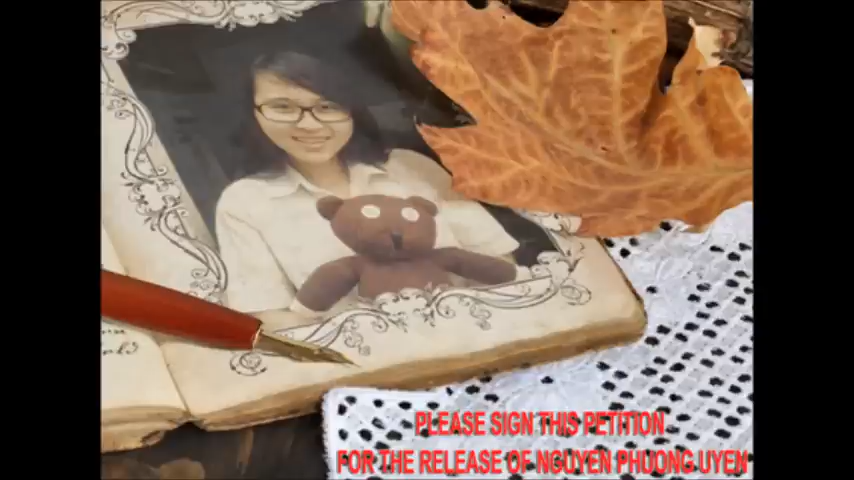 PLEASE SIGN THIS PETITION
FOR THE RELEASE OF NGUYEN PHUONG UYEN